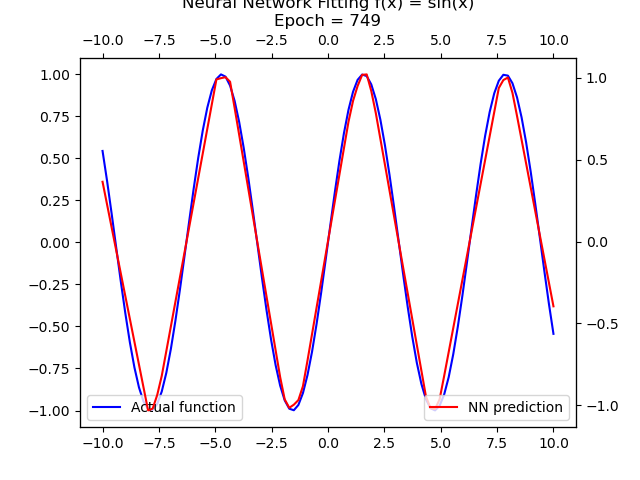 Neural Network Fitting f(x) = sin(x)
Epoch = 749
−10.0 −7.5 −5.0 −2.5 0.0 2.5 5.0 7.5 10.0
1.00
0.75
0.50
0.25
0.00
−0.25
−0.50
−0.75
−1.00
1.0
0.5
0.0
−0.5
−1.0
Actual function
NN prediction
−10.0 −7.5 −5.0 −2.5 0.0 2.5 5.0 7.5 10.0